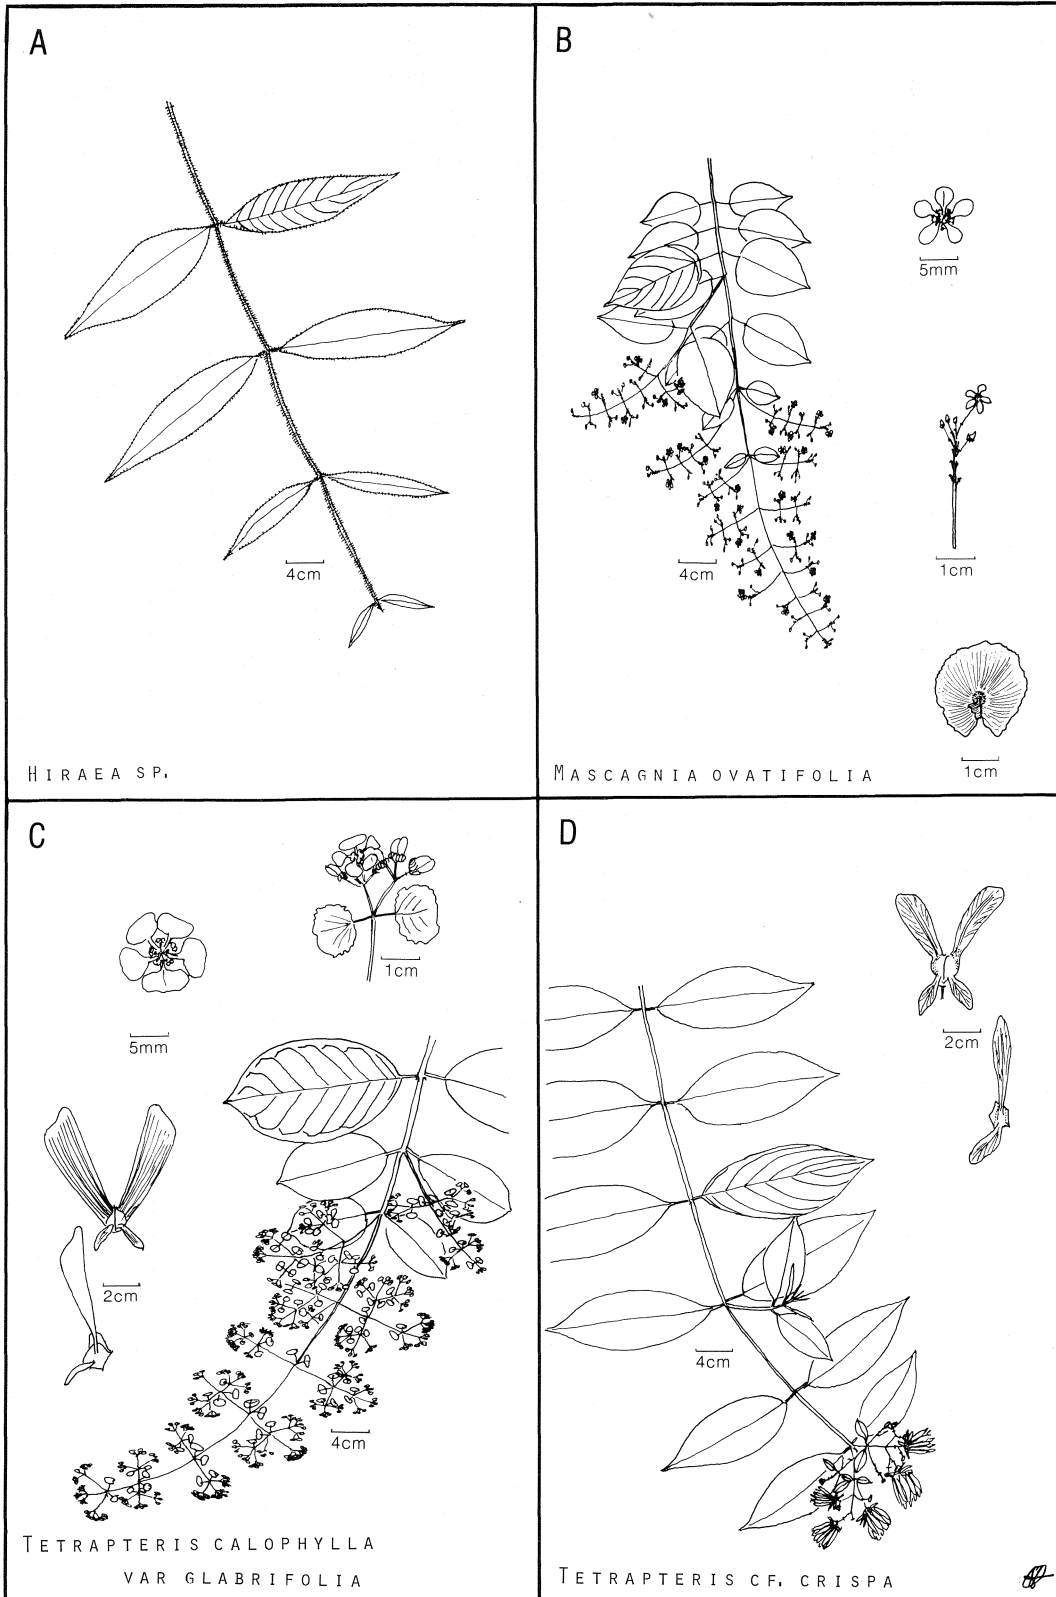 A
4cm
HIRAEA SP.
B
5mm
4cm
1cm
1cm
MASCAGNIA OVATIFOLIA
C
1cm
5mm
2cm
4cm
TETRAPTERIS CALOPHYLLA
VAR GLABRIFOLIA
D
2cm
4cm
TETRAPTERIS CF. CRISPA